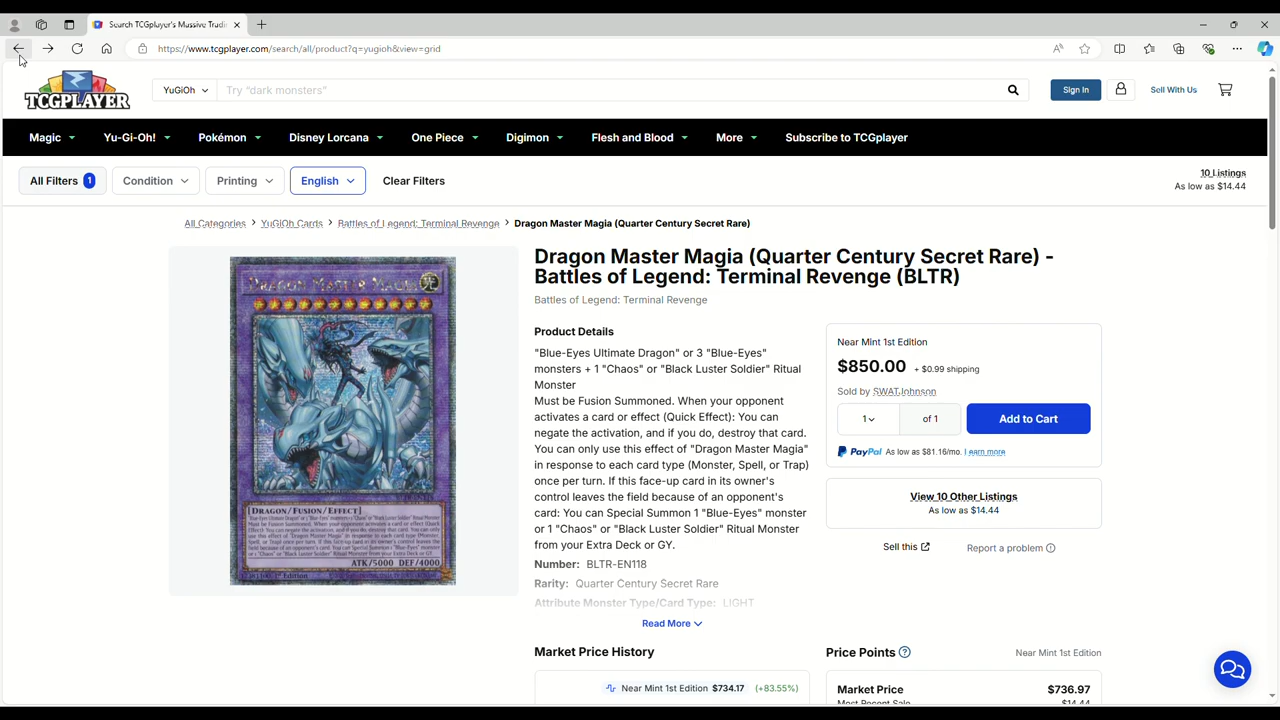 Search TCGplayer's Massive Tradi
https://www.tcgplayer.com/search/all/product?q=yugioh&view=grid
TCGPLAYER
YuGiOh
Try "dark monsters"
Sign In
Sell With Us
Magic
Yu-Gi-Oh!
Pokémon
Disney Lorcana
One Piece
Digimon
Flesh and Blood
More
Subscribe to TCGplayer
All Filters 1
Condition
Printing
English
Clear Filters
10 Listings
As low as $14.44
All Categories > YuGiOh Cards > Battles of Legend: Terminal Revenge > Dragon Master Magia (Quarter Century Secret Rare)
Dragon Master Magia (Quarter Century Secret Rare) -
Battles of Legend: Terminal Revenge (BLTR)
Battles of Legend: Terminal Revenge
Product Details
"Blue-Eyes Ultimate Dragon" or 3 "Blue-Eyes"
monsters + 1 "Chaos" or "Black Luster Soldier" Ritual
Monster
Must be Fusion Summoned. When your opponent
activates a card or effect (Quick Effect): You can
negate the activation, and if you do, destroy that card.
You can only use this effect of "Dragon Master Magia"
in response to each card type (Monster, Spell, or Trap)
once per turn. If this face-up card in its owner's
control leaves the field because of an opponent's
card: You can Special Summon 1 "Blue-Eyes" monster
or 1 "Chaos" or "Black Luster Soldier" Ritual Monster
from your Extra Deck or GY.
Number: BLTR-EN118
Rarity: Quarter Century Secret Rare
Attribute Monster Type/Card Type: LIGHT
Read More
Near Mint 1st Edition
$850.00 + $0.99 shipping
Sold by SWATJohnson
1 of 1
Add to Cart
PayPal As low as $81.16/mo. Learn more
View 10 Other Listings
As low as $14.44
Sell this
Report a problem
Dragon Master Magia
[DRAGON/FUSION/EFFECT]
ATK/5000 DEF/4000
1st Edition
Market Price History
Near Mint 1st Edition $734.17 (+83.55%)
Price Points
Near Mint 1st Edition
Market Price $736.97
Most Recent Sale $14.44